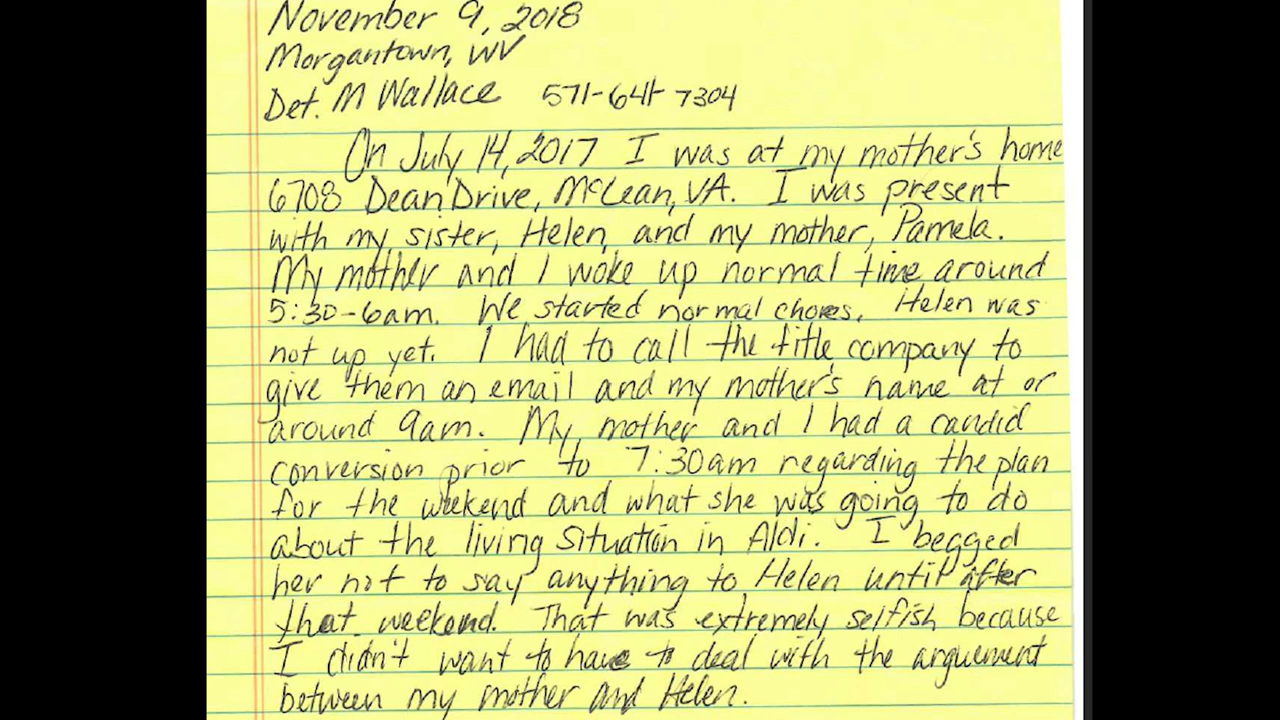 November 9, 2018
Morgantown, WV
Det. M Wallace 571-641-7304
On July 14, 2017 I was at my mother's home
6708 Dean Drive, McLean, VA. I was present
with my sister, Helen, and my mother, Pamela.
My mother and I woke up normal time around
5:30-6am. We started normal chores. Helen was
not up yet. I had to call the title company to
give them an email and my mother's name at or
around 9am. My mother and I had a candid
conversion prior to 7:30am regarding the plan
for the weekend and what she was going to do
about the living situation in Aldi. I begged
her not to say anything to Helen until after
that weekend. That was extremely selfish because
I didn't want to have to deal with the arguement
between my mother and Helen.